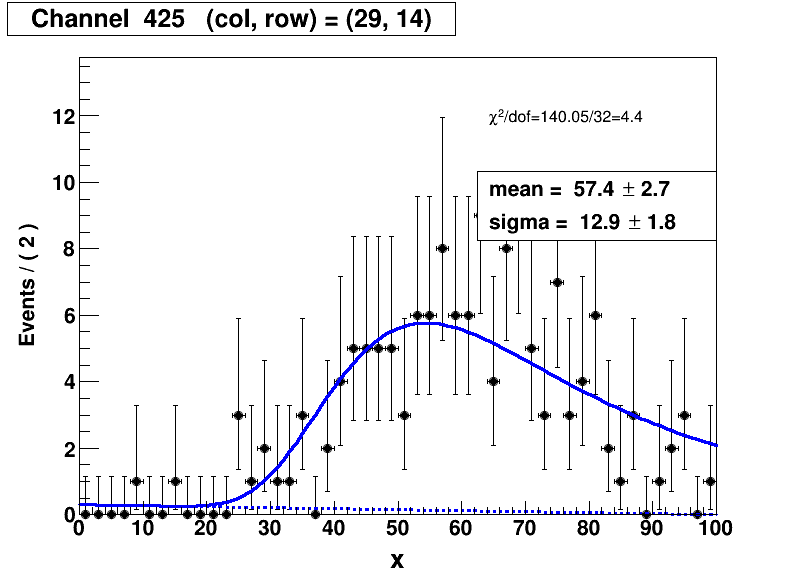 Channel 425 (col, row) = (29, 14)
χ²/dof=140.05/32=4.4
mean = 57.4 ± 2.7
sigma = 12.9 ± 1.8
Events / ( 2 )
12
10
8
6
4
2
0
0 10 20 30 40 50 60 70 80 90 100
x